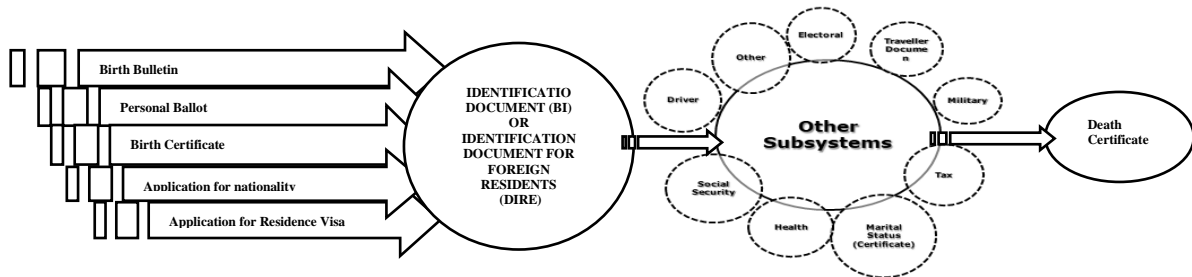 Birth Bulletin
Personal Ballot
Birth Certificate
Application for nationality
Application for Residence Visa
IDENTIFICATIO
DOCUMENT (BI)
OR
IDENTIFICATION
DOCUMENT FOR
FOREIGN
RESIDENTS
(DIRE)
Driver
Other
Electoral
Traveller
Documen
n
Military
Other
Subsystems
Social
Security
Health
Marital
Status
(Certificate)
Tax
Death
Certificate